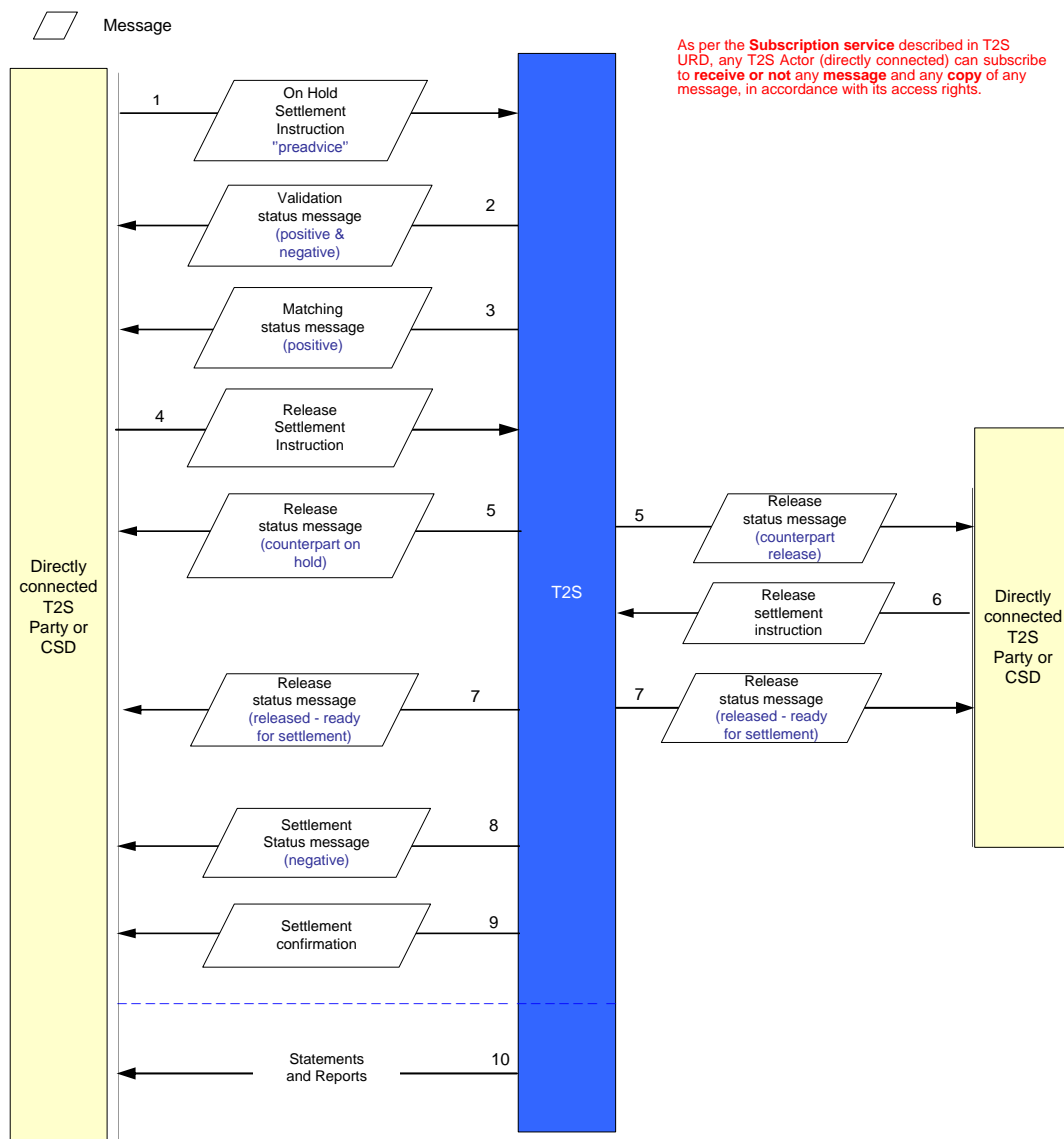 Message
As per the Subscription service described in T2S
URD, any T2S Actor (directly connected) can subscribe
to receive or not any message and any copy of any
message, in accordance with its access rights.
1
On Hold
Settlement
Instruction
"preadvice"
Validation
status message
(positive &
negative)
2
Matching
status message
(positive)
3
4
Release
Settlement
Instruction
Release
status message
(counterpart on
hold)
5
5
Release
status message
(counterpart
release)
Directly
connected
T2S
Party or
CSD
T2S
Release
settlement
instruction
6
Directly
connected
T2S
Party or
CSD
Release
status message
(released - ready
for settlement)
7
7
Release
status message
(released - ready
for settlement)
Settlement
Status message
(negative)
8
Settlement
confirmation
9
Statements
and Reports
10